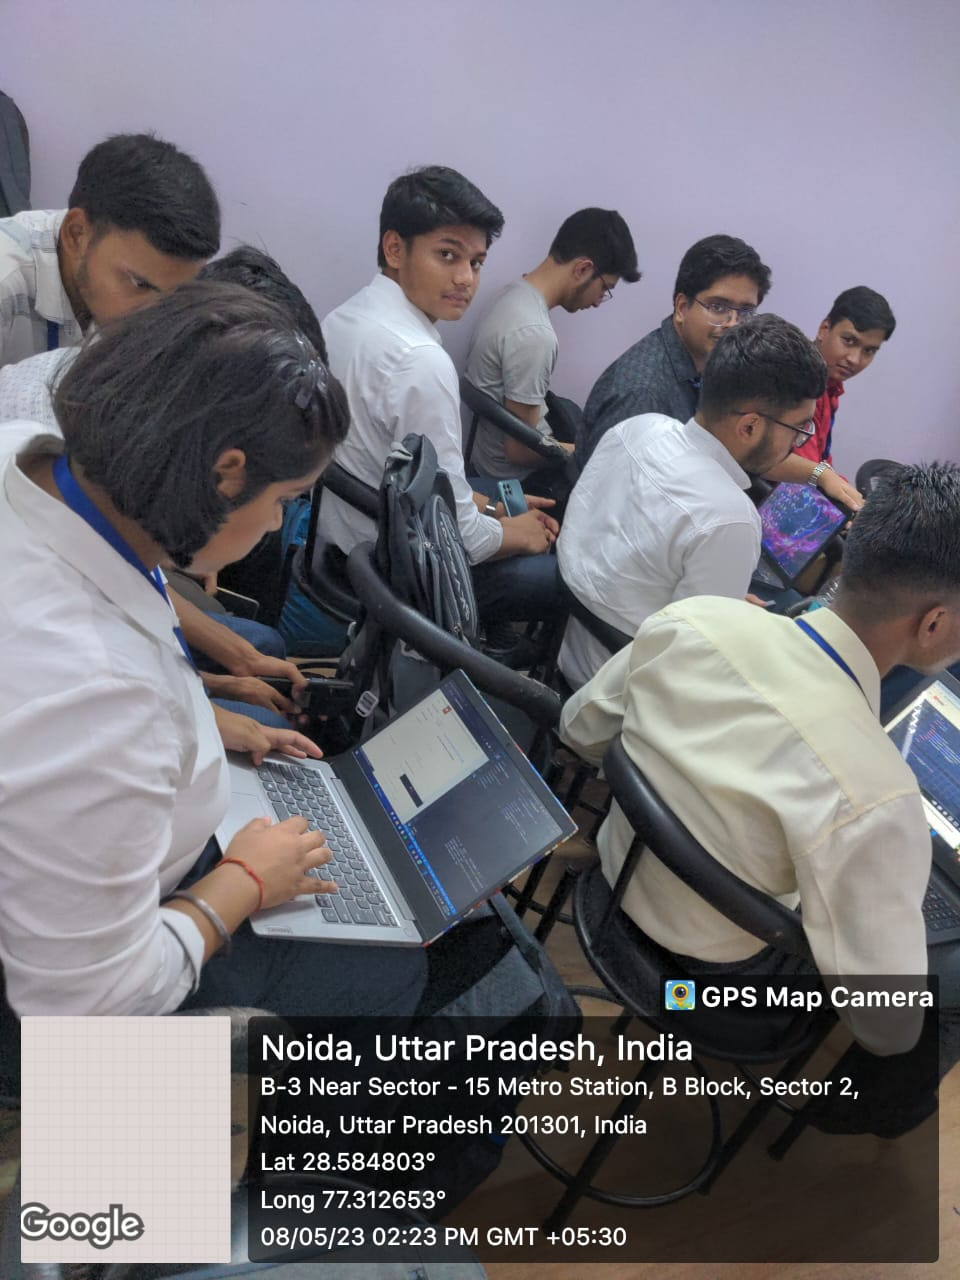 GPS Map Camera
Noida, Uttar Pradesh, India
B-3 Near Sector - 15 Metro Station, B Block, Sector 2,
Noida, Uttar Pradesh 201301, India
Lat 28.584803°
Long 77.312653°
08/05/23 02:23 PM GMT +05:30
Google